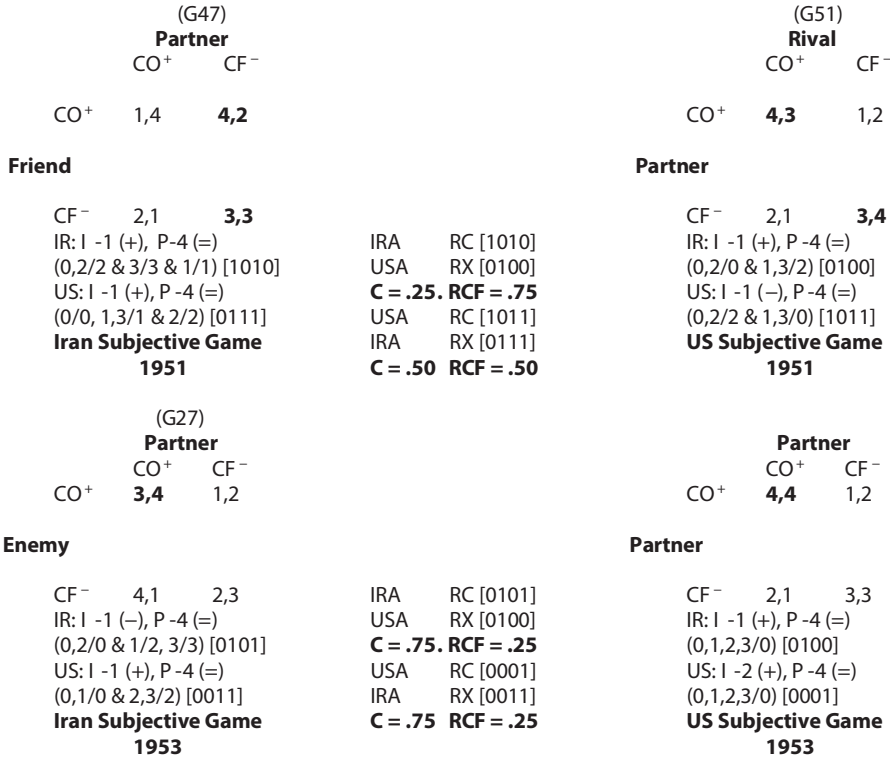 (G47) (G51)
Partner Rival
CO⁺ CF⁻ CO⁺ CF⁻
CO⁺ 1,4 4,2 CO⁺ 4,3 1,2
Friend Partner
CF⁻ 2,1 3,3 CF⁻ 2,1 3,4
IR: I -1 (+), P-4 (=) IRA RC [1010] IR: I -1 (+), P-4 (=)
(0,2/2 & 3/3 & 1/1) [1010] USA RX [0100] (0,2/0 & 1,3/2) [0100]
US: I -1 (+), P -4 (=) C = .25. RCF = .75 US: I -1 (−), P-4 (=)
(0/0, 1,3/1 & 2/2) [0111] USA RC [1011] (0,2/2 & 1,3/0) [1011]
Iran Subjective Game IRA RX [0111] US Subjective Game
1951 C = .50 RCF = .50 1951
(G27)
Partner Partner
CO⁺ CF⁻ CO⁺ CF⁻
CO⁺ 3,4 1,2 CO⁺ 4,4 1,2
Enemy Partner
CF⁻ 4,1 2,3 IRA RC [0101] CF⁻ 2,1 3,3
IR: I -1 (−), P -4 (=) USA RX [0100] IR: I -1 (+), P-4 (=)
(0,2/0 & 1/2, 3/3) [0101] C = .75. RCF = .25 (0,1,2,3/0) [0100]
US: I -1 (+), P -4 (=) USA RC [0001] US: I -2 (+), P-4 (=)
(0,1/0 & 2,3/2) [0011] IRA RX [0011] (0,1,2,3/0) [0001]
Iran Subjective Game C = .75 RCF = .25 US Subjective Game
1953 1953